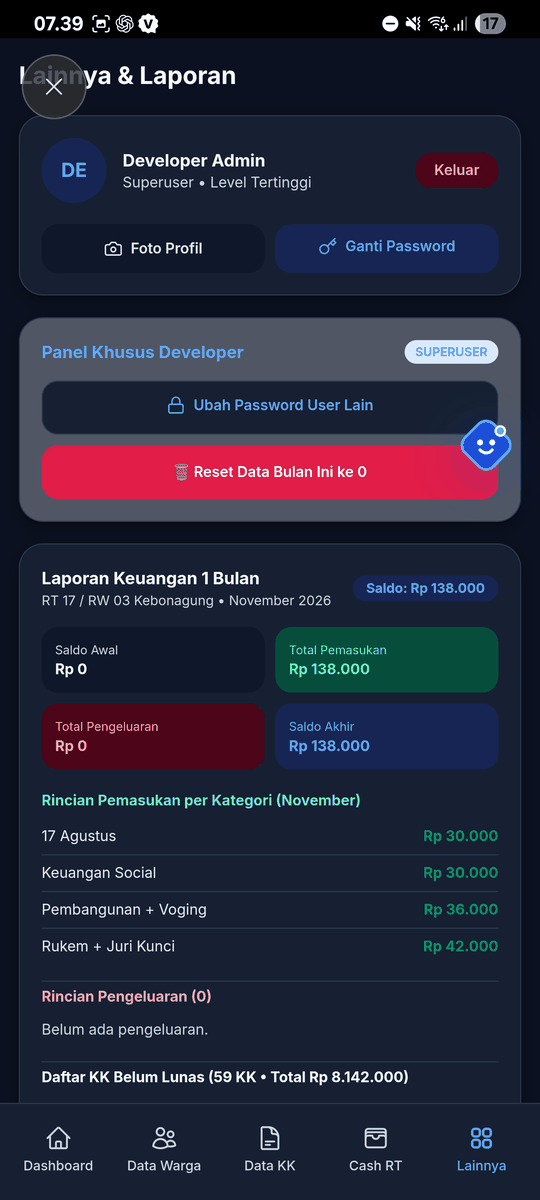 07.39
17
Lainnya & Laporan
DE
Developer Admin
Superuser • Level Tertinggi
Keluar
Foto Profil
Ganti Password
Panel Khusus Developer
SUPERUSER
Ubah Password User Lain
Reset Data Bulan Ini ke 0
Laporan Keuangan 1 Bulan
RT 17 / RW 03 Kebonagung • November 2026
Saldo: Rp 138.000
Saldo Awal
Rp 0
Total Pemasukan
Rp 138.000
Total Pengeluaran
Rp 0
Saldo Akhir
Rp 138.000
Rincian Pemasukan per Kategori (November)
17 Agustus Rp 30.000
Keuangan Social Rp 30.000
Pembangunan + Voging Rp 36.000
Rukem + Juri Kunci Rp 42.000
Rincian Pengeluaran (0)
Belum ada pengeluaran.
Daftar KK Belum Lunas (59 KK • Total Rp 8.142.000)
Dashboard
Data Warga
Data KK
Cash RT
Lainnya